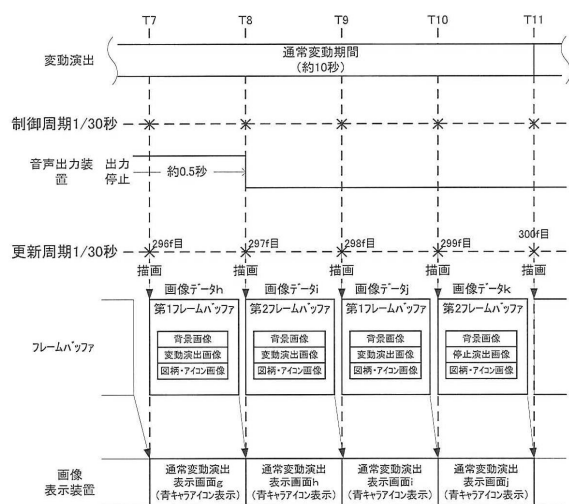 T7 T8 T9 T10 T11
変動演出
通常変動期間
(約10秒)
制御周期1/30秒
音声出力装置
出力
停止
約0.5秒
更新周期1/30秒
296f目 297f目 298f目 299f目 300f目
描画 描画 描画 描画 描画
画像データh 画像データi 画像データj 画像データk
第1フレームバッファ 第2フレームバッファ 第1フレームバッファ 第2フレームバッファ
フレームバッファ
背景画像 背景画像 背景画像 背景画像
変動演出画像 変動演出画像 変動演出画像 停止演出画像
図柄・アイコン画像 図柄・アイコン画像 図柄・アイコン画像 図柄・アイコン画像
画像
表示装置
通常変動演出 通常変動演出 通常変動演出 通常変動演出
表示画面g 表示画面h 表示画面i 表示画面j
(青キャラアイコン表示) (青キャラアイコン表示) (青キャラアイコン表示) (青キャラアイコン表示)